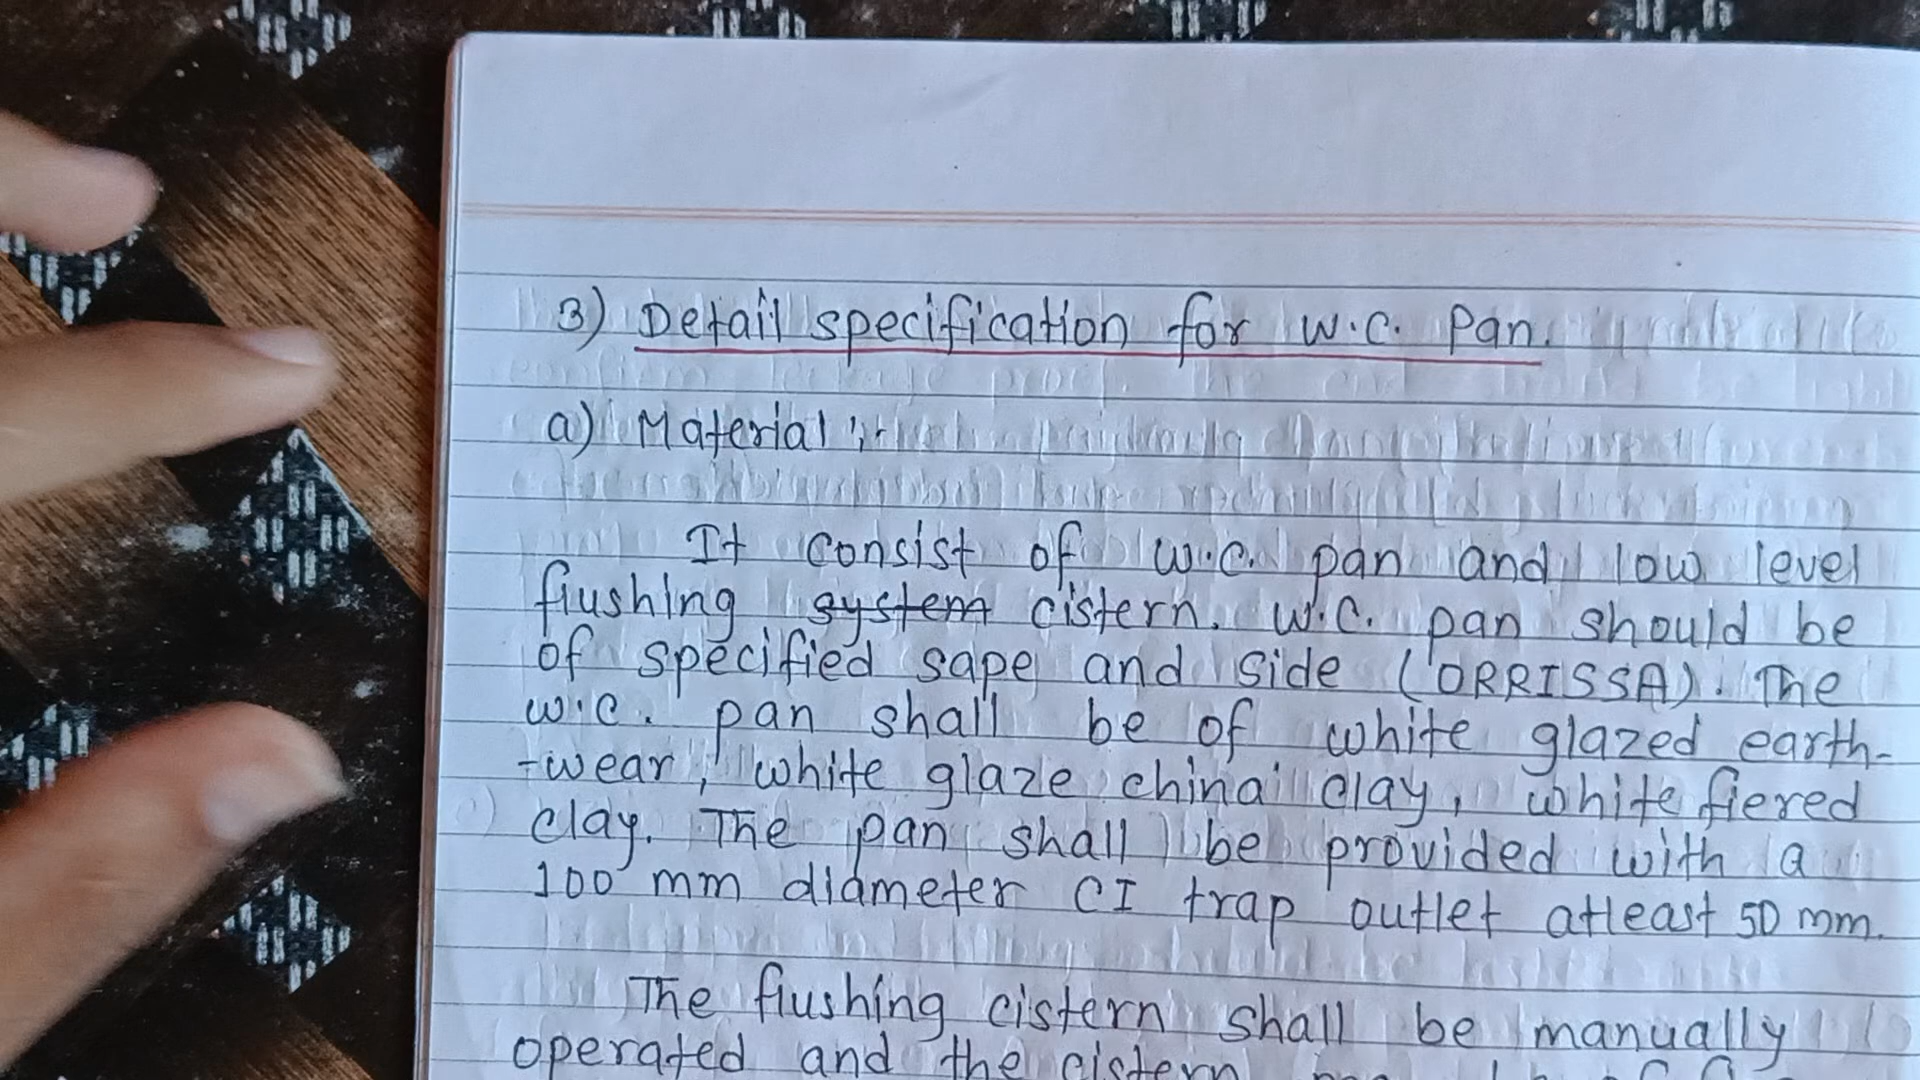 3) Detail specification for W.C. Pan.
a) Material :-
It consist of W.C. pan and low level
flushing system cistern. W.C. pan should be
of specified sape and side (ORRISSA). The
W.C. pan shall be of white glazed earth-
-wear, white glaze china clay, white fiered
clay. The pan shall be provided with a
100 mm diameter CI trap outlet atleast 50 mm.
The flushing cistern shall be manually
operated and the cistern